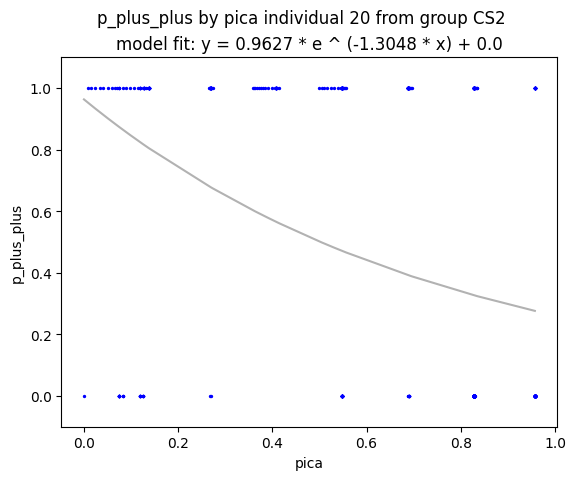 p_plus_plus by pica individual 20 from group CS2
model fit: y = 0.9627 * e ^ (-1.3048 * x) + 0.0
1.0
0.8
0.6
0.4
0.2
0.0
p_plus_plus
0.0 0.2 0.4 0.6 0.8 1.0
pica